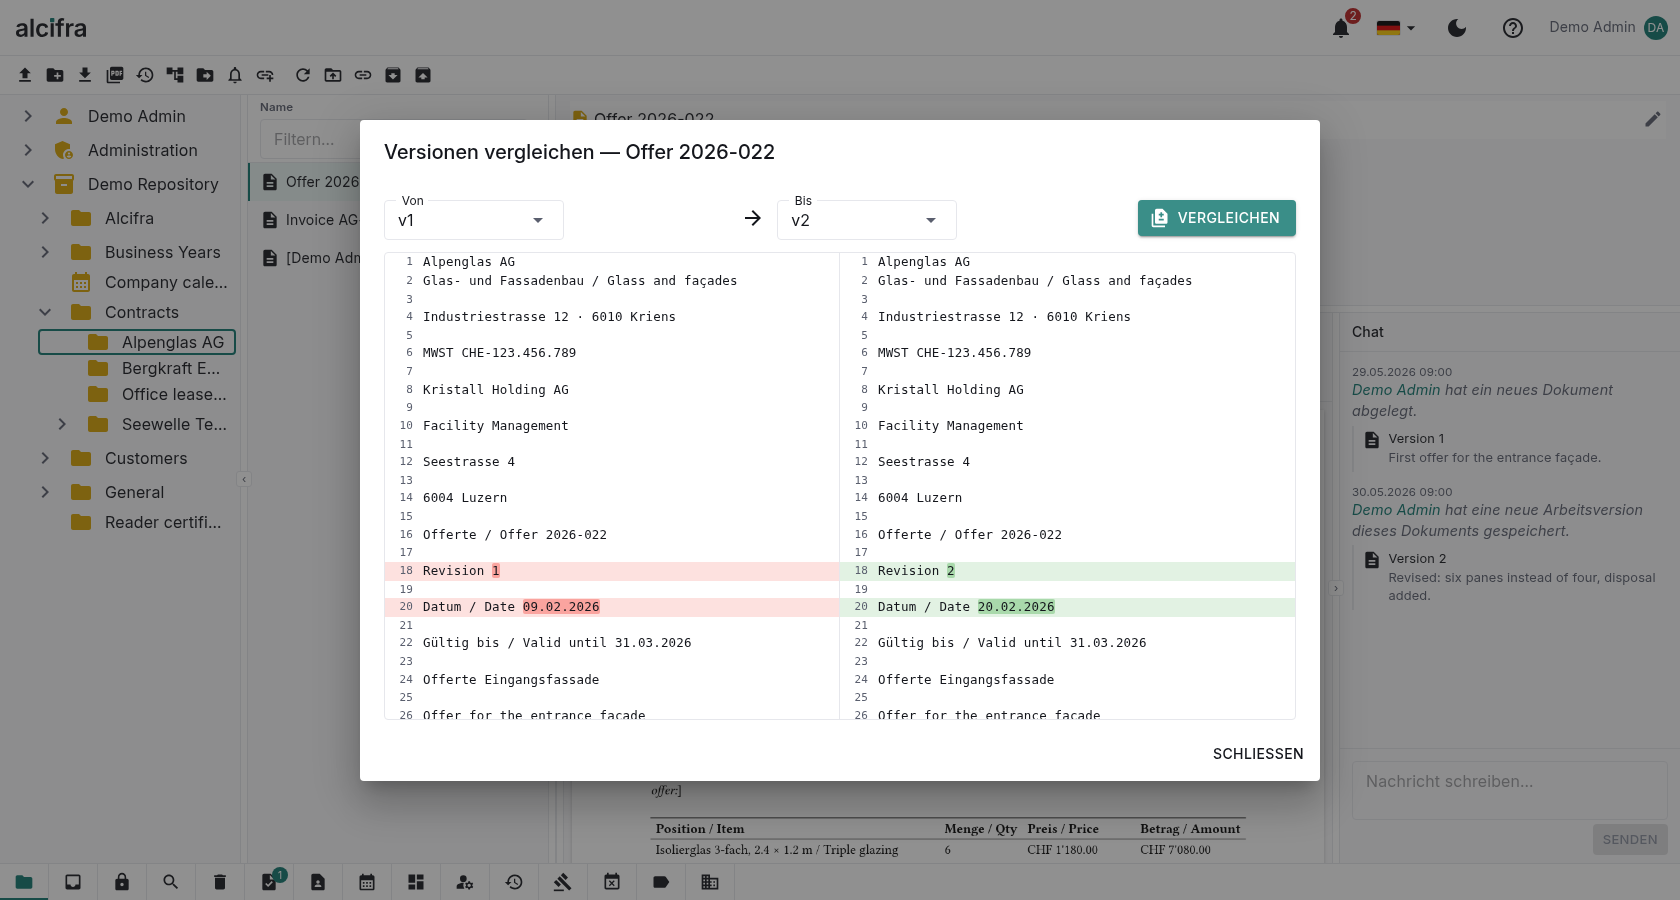 alcifra
2
Demo Admin
DA
PDF
Demo Admin
Administration
Demo Repository
Alcifra
Business Years
Company cale...
Contracts
Alpenglas AG
Bergkraft E...
Office lease...
Seewelle Te...
Customers
General
Reader certifi...
Name
Filtern...
Offer 2026
Invoice AG
[Demo Adn
Offer 2026-022
Versionen vergleichen — Offer 2026-022
Von
v1
Bis
v2
VERGLEICHEN
1 Alpenglas AG
2 Glas- und Fassadenbau / Glass and façades
3
4 Industriestrasse 12 · 6010 Kriens
5
6 MWST CHE-123.456.789
7
8 Kristall Holding AG
9
10 Facility Management
11
12 Seestrasse 4
13
14 6004 Luzern
15
16 Offerte / Offer 2026-022
17
18 Revision 1
19
20 Datum / Date 09.02.2026
21
22 Gültig bis / Valid until 31.03.2026
23
24 Offerte Eingangsfassade
25
26 Offer for the entrance facade
1 Alpenglas AG
2 Glas- und Fassadenbau / Glass and façades
3
4 Industriestrasse 12 · 6010 Kriens
5
6 MWST CHE-123.456.789
7
8 Kristall Holding AG
9
10 Facility Management
11
12 Seestrasse 4
13
14 6004 Luzern
15
16 Offerte / Offer 2026-022
17
18 Revision 2
19
20 Datum / Date 20.02.2026
21
22 Gültig bis / Valid until 31.03.2026
23
24 Offerte Eingangsfassade
25
26 Offer for the entrance facade
SCHLIESSEN
offer:]
Position / Item Menge / Qty Preis / Price Betrag / Amount
Isolierglas 3-fach, 2.4 × 1.2 m / Triple glazing 6 CHF 1'180.00 CHF 7'080.00
Chat
29.05.2026 09:00
Demo Admin hat ein neues Dokument
abgelegt.
Version 1
First offer for the entrance façade.
30.05.2026 09:00
Demo Admin hat eine neue Arbeitsversion
dieses Dokuments gespeichert.
Version 2
Revised: six panes instead of four, disposal
added.
Nachricht schreiben...
SENDEN
1